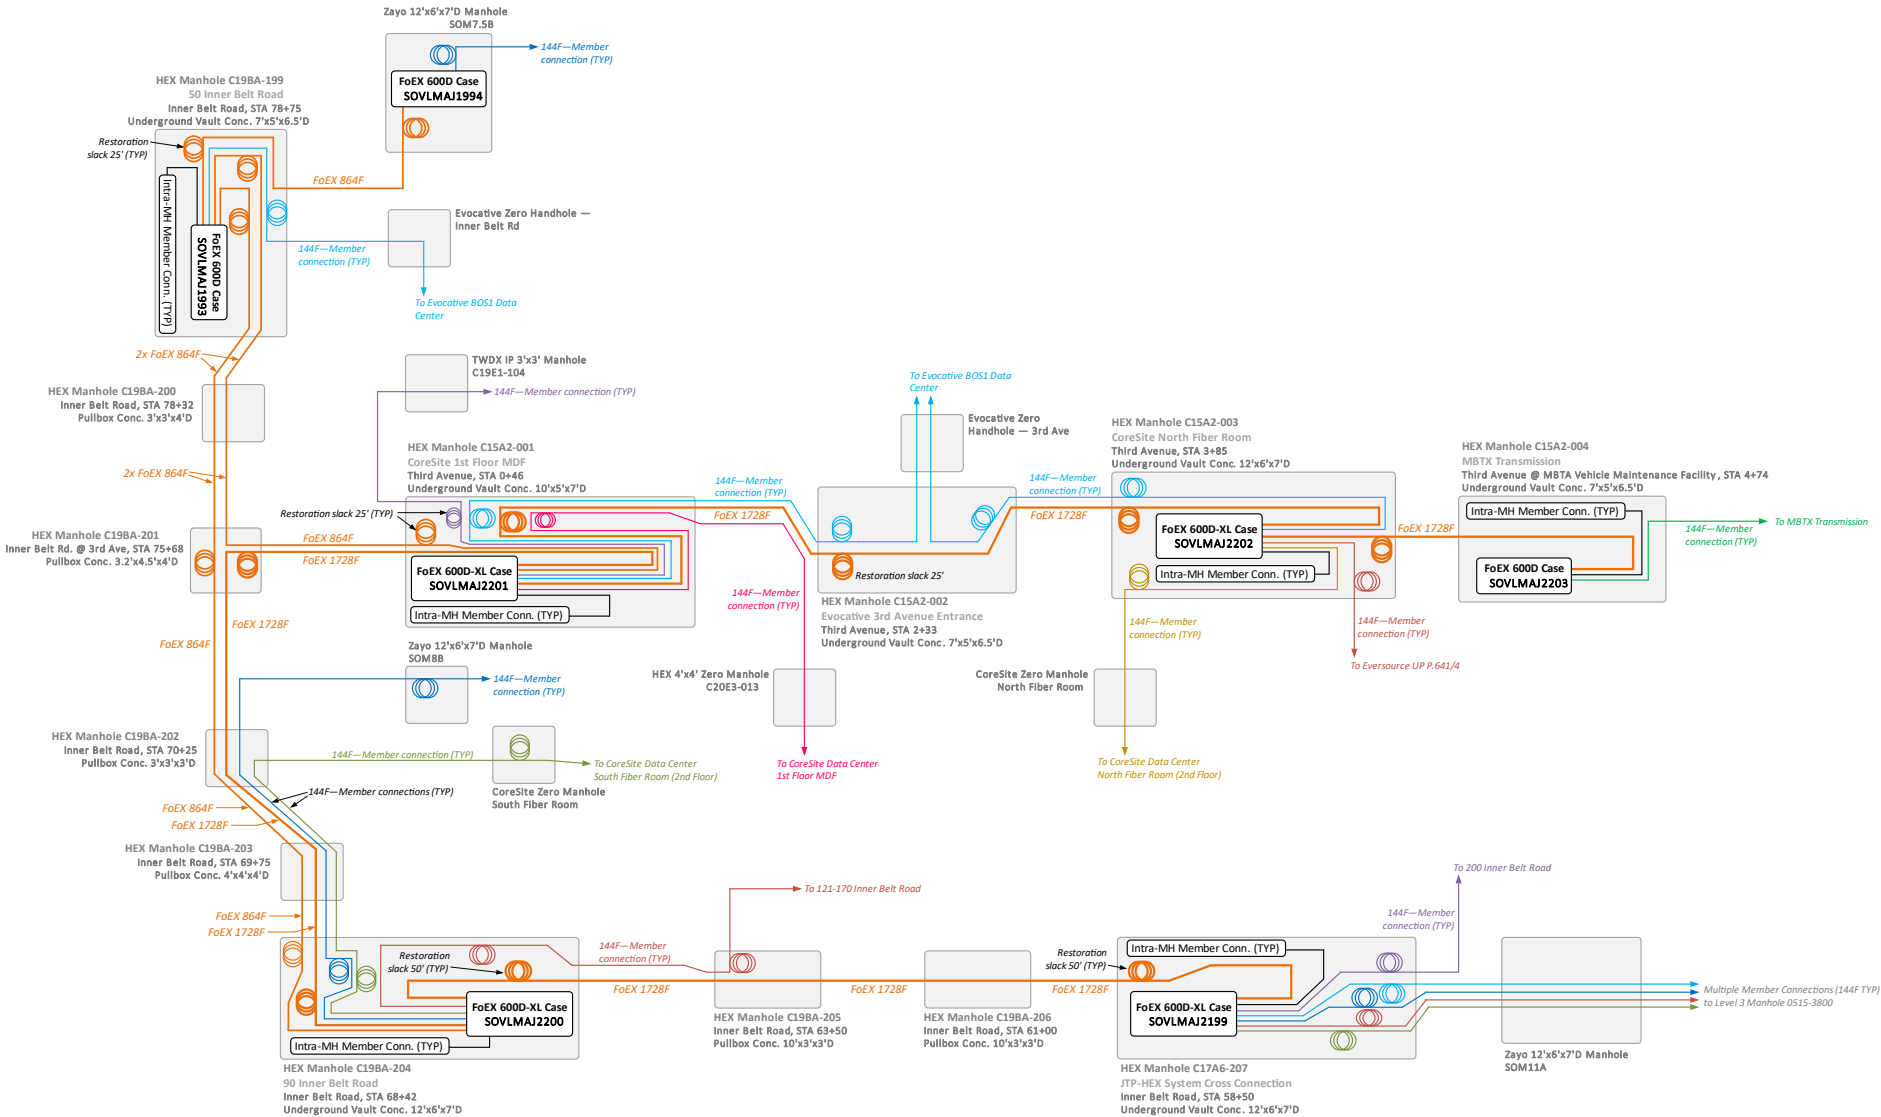 Zayo 12'x6'x7'D Manhole
SOM7.5B
144F—Member
connection (TYP)
FoEX 600D Case
SOVLMAJ1994
HEX Manhole C19BA-199
50 Inner Belt Road
Inner Belt Road, STA 78+75
Underground Vault Conc. 7'x5'x6.5'D
Restoration
slack 25' (TYP)
Intra-MH Member Conn. (TYP)
FoEX 600D Case
SOVLMAJ1993
FoEX 864F
Evocative Zero Handhole —
Inner Belt Rd
144F—Member
connection (TYP)
To Evocative BOS1 Data
Center
2x FoEX 864F
HEX Manhole C19BA-200
Inner Belt Road, STA 78+32
Pullbox Conc. 3'x3'x4'D
TWDX IP 3'x3' Manhole
C19E1-104
144F—Member connection (TYP)
To Evocative BOS1 Data
Center
Evocative Zero
Handhole — 3rd Ave
2x FoEX 864F
HEX Manhole C15A2-001
CoreSite 1st Floor MDF
Third Avenue, STA 0+46
Underground Vault Conc. 10'x5'x7'D
HEX Manhole C15A2-003
CoreSite North Fiber Room
Third Avenue, STA 3+85
Underground Vault Conc. 12'x6'x7'D
HEX Manhole C15A2-004
MBTX Transmission
Third Avenue @ MBTA Vehicle Maintenance Facility, STA 4+74
Underground Vault Conc. 7'x5'x6.5'D
Restoration slack 25' (TYP)
144F—Member
connection (TYP)
FoEX 1728F
144F—Member
connection (TYP)
FoEX 1728F
FoEX 600D-XL Case
SOVLMAJ2202
Intra-MH Member Conn. (TYP)
FoEX 1728F
Intra-MH Member Conn. (TYP)
FoEX 600D Case
SOVLMAJ2203
144F—Member
connection (TYP)
To MBTX Transmission
HEX Manhole C19BA-201
Inner Belt Rd. @ 3rd Ave, STA 75+68
Pullbox Conc. 3.2'x4.5'x4'D
FoEX 864F
FoEX 1728F
FoEX 600D-XL Case
SOVLMAJ2201
Intra-MH Member Conn. (TYP)
144F—Member
connection (TYP)
Restoration slack 25'
HEX Manhole C15A2-002
Evocative 3rd Avenue Entrance
Third Avenue, STA 2+33
Underground Vault Conc. 7'x5'x6.5'D
144F—Member
connection (TYP)
144F—Member
connection (TYP)
To Eversource UP P.641/4
FoEX 1728F
FoEX 864F
Zayo 12'x6'x7'D Manhole
SOM8B
144F—Member
connection (TYP)
HEX 4'x4' Zero Manhole
C20E3-013
CoreSite Zero Manhole
North Fiber Room
HEX Manhole C19BA-202
Inner Belt Road, STA 70+25
Pullbox Conc. 3'x3'x3'D
144F—Member connection (TYP)
To CoreSite Data Center
South Fiber Room (2nd Floor)
CoreSite Zero Manhole
South Fiber Room
To CoreSite Data Center
1st Floor MDF
To CoreSite Data Center
North Fiber Room (2nd Floor)
144F—Member connections (TYP)
FoEX 864F
FoEX 1728F
HEX Manhole C19BA-203
Inner Belt Road, STA 69+75
Pullbox Conc. 4'x4'x4'D
FoEX 864F
FoEX 1728F
To 121-170 Inner Belt Road
To 200 Inner Belt Road
144F—Member
connection (TYP)
Restoration
slack 50' (TYP)
144F—Member
connection (TYP)
FoEX 600D-XL Case
SOVLMAJ2200
Intra-MH Member Conn. (TYP)
FoEX 1728F
FoEX 1728F
FoEX 1728F
Restoration
slack 50' (TYP)
Intra-MH Member Conn. (TYP)
FoEX 600D-XL Case
SOVLMAJ2199
Multiple Member Connections (144F TYP)
to Level 3 Manhole 0515-3800
HEX Manhole C19BA-204
90 Inner Belt Road
Inner Belt Road, STA 68+42
Underground Vault Conc. 12'x6'x7'D
HEX Manhole C19BA-205
Inner Belt Road, STA 63+50
Pullbox Conc. 10'x3'x3'D
HEX Manhole C19BA-206
Inner Belt Road, STA 61+00
Pullbox Conc. 10'x3'x3'D
HEX Manhole C17A6-207
JTP-HEX System Cross Connection
Inner Belt Road, STA 58+50
Underground Vault Conc. 12'x6'x7'D
Zayo 12'x6'x7'D Manhole
SOM11A